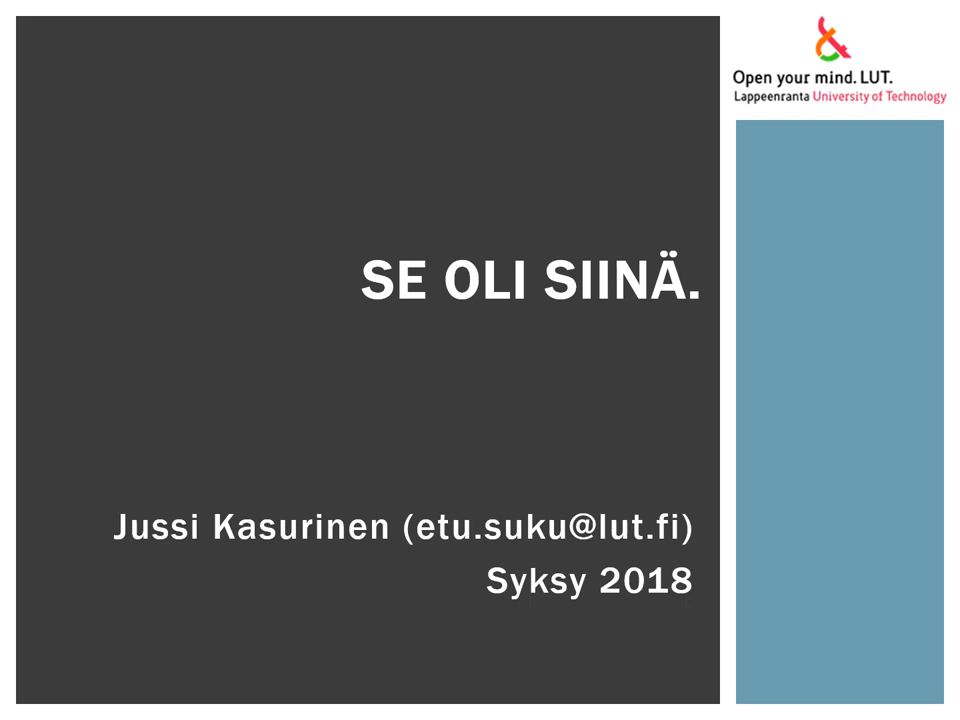 Open your mind. LUT.
Lappeenranta University of Technology
SE OLI SIINÄ.
Jussi Kasurinen (etu.suku@lut.fi)
Syksy 2018